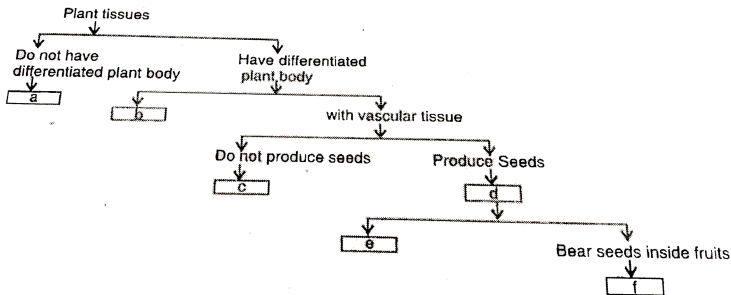 Plant tissues
Do not have
differentiated plant body
Have differentiated
plant body
a
b
with vascular tissue
Do not produce seeds
Produce Seeds
c
d
e
Bear seeds inside fruits
f